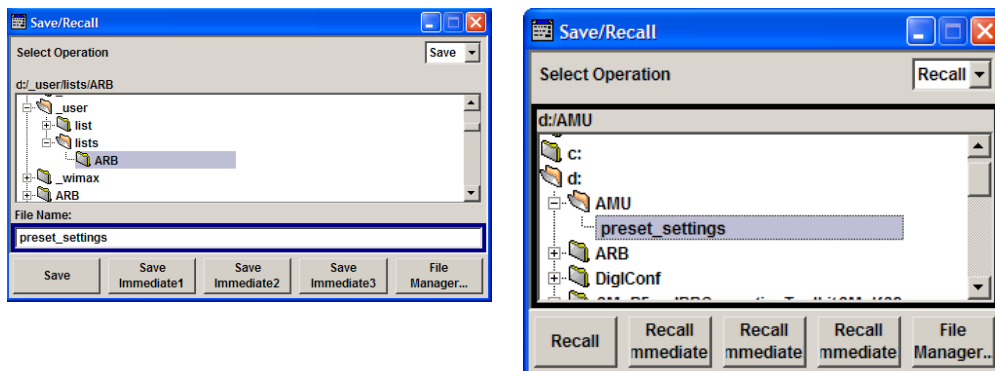 Save/Recall
Select Operation
Save
d:/_user/lists/ARB
_user
list
lists
ARB
_wimax
ARB
File Name:
preset_settings
Save
Save Immediate1
Save Immediate2
Save Immediate3
File Manager...
Save/Recall
Select Operation
Recall
d:/AMU
c:
d:
AMU
preset_settings
ARB
DigIConf
Recall
Recall
mmediate
Recall
mmediate
Recall
mmediate
File
Manager..